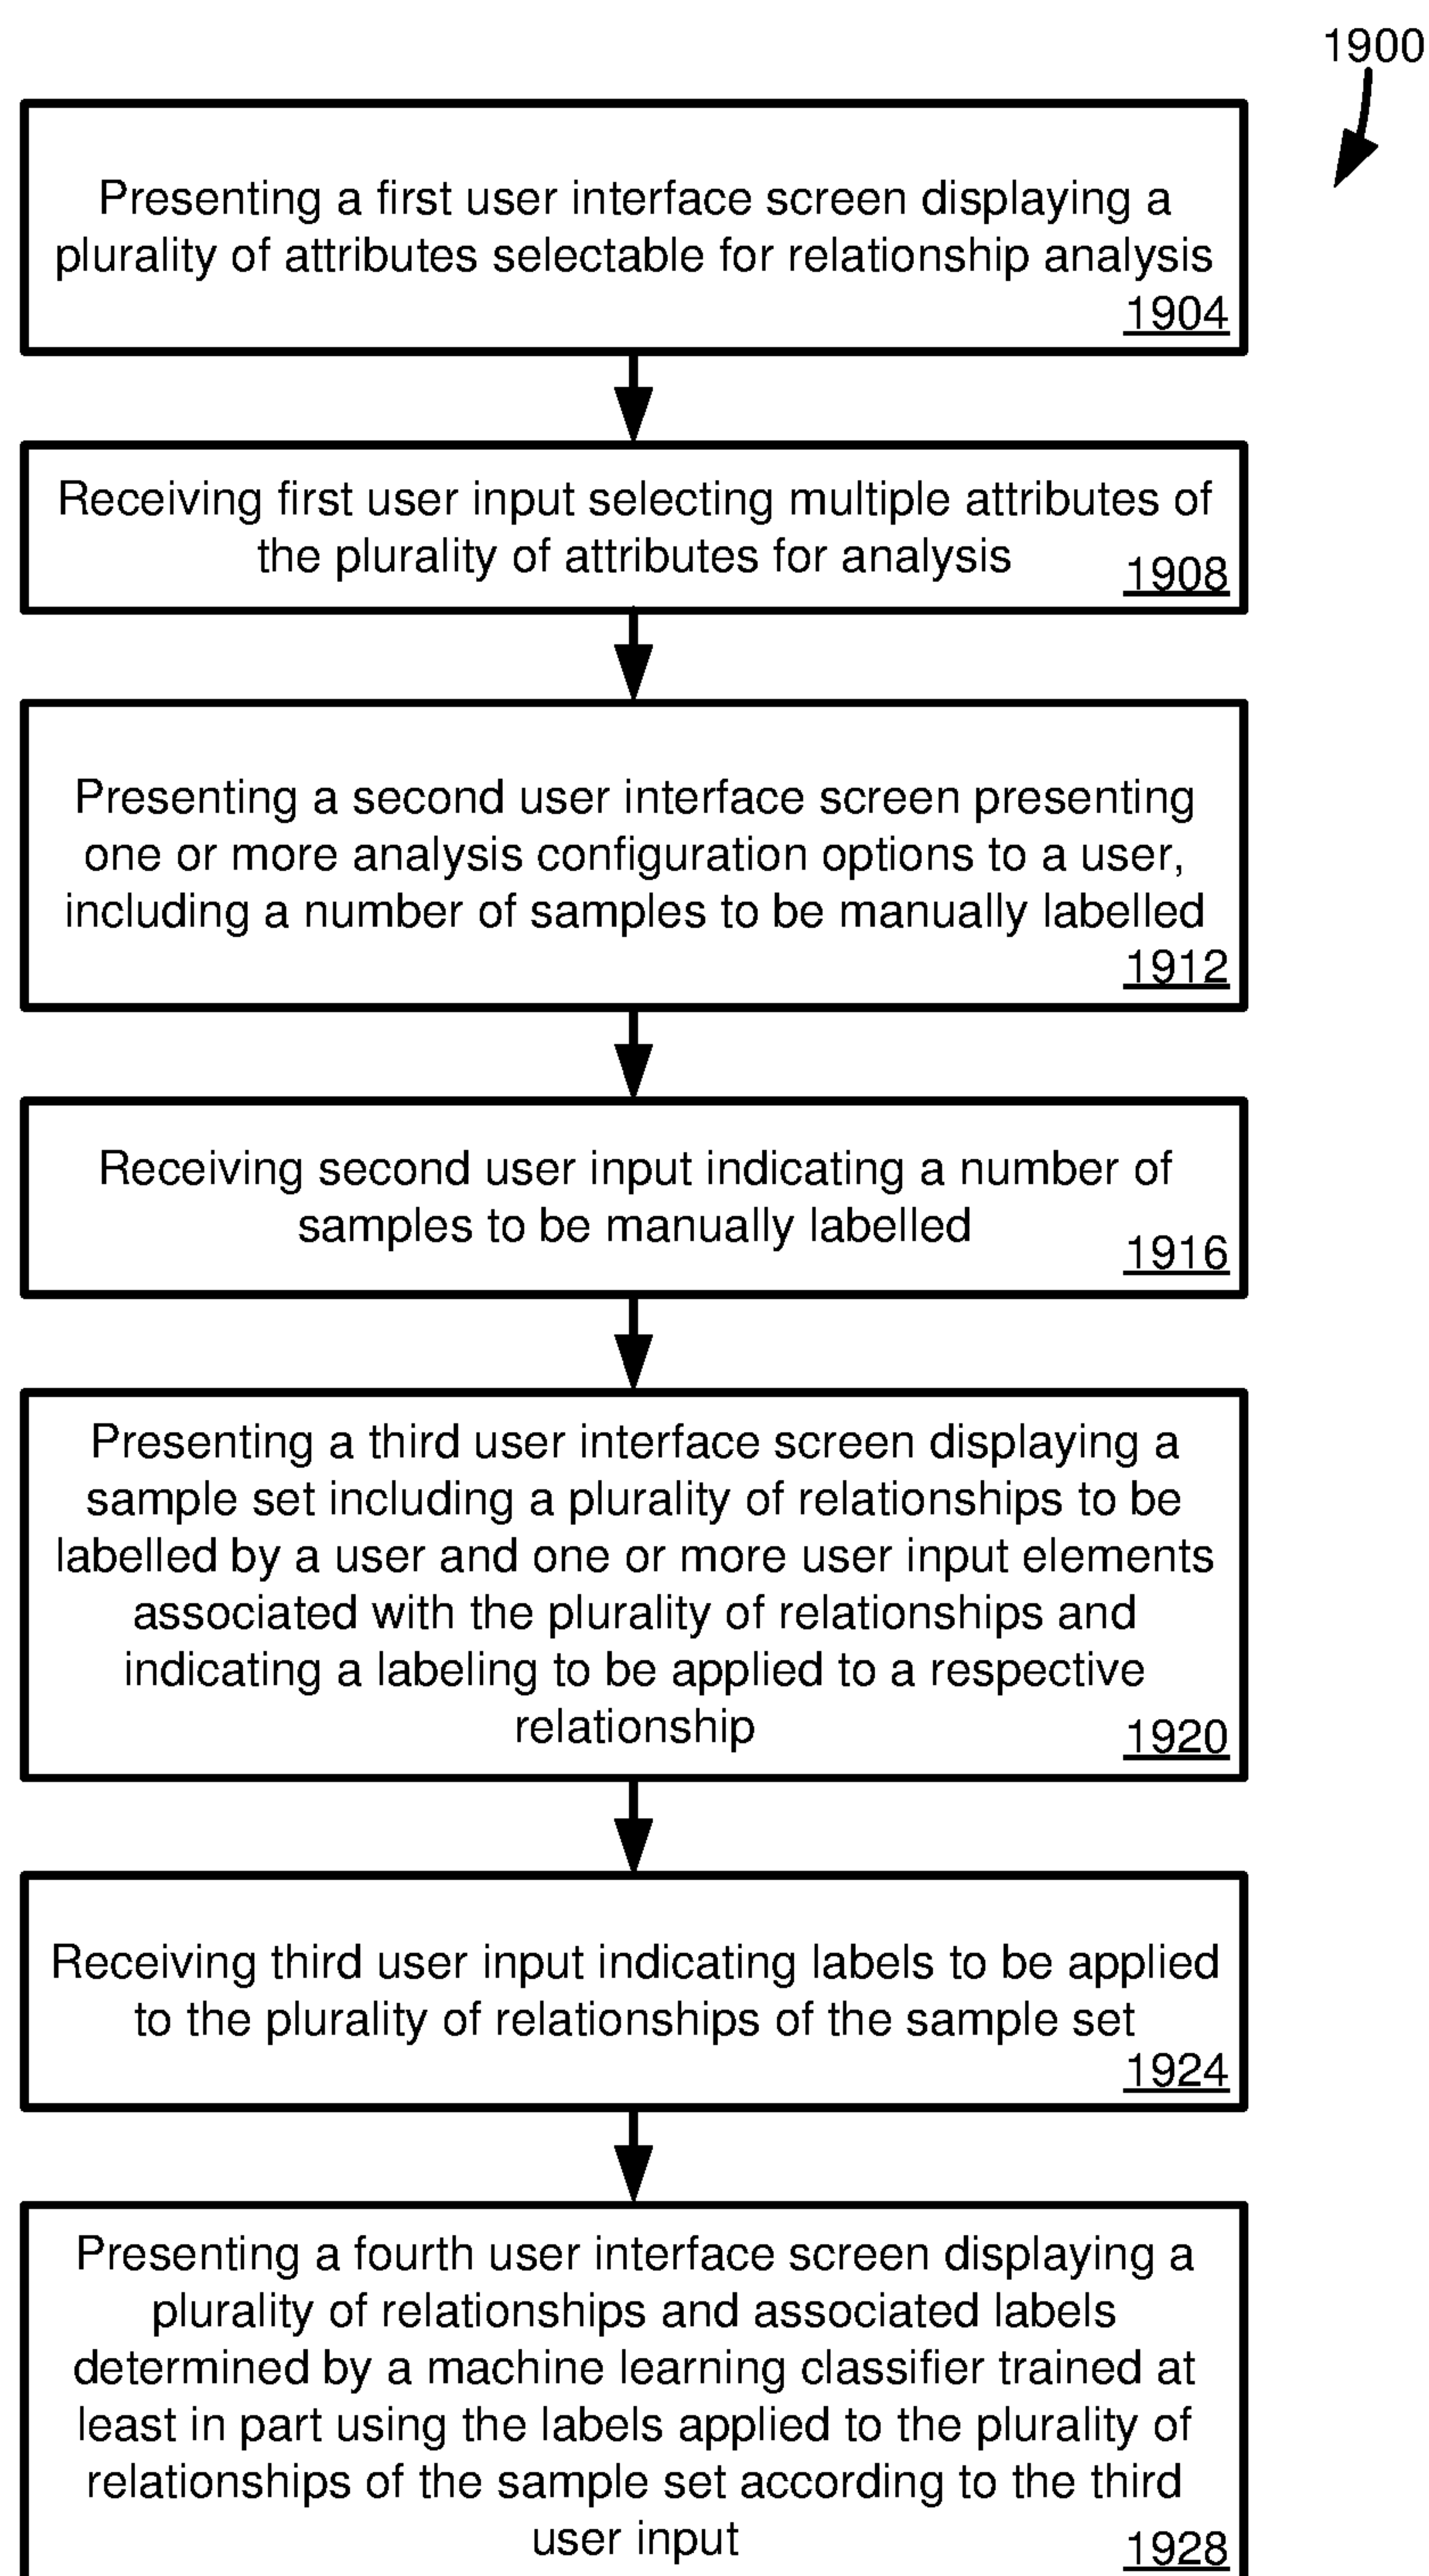 1900
Presenting a first user interface screen displaying a
plurality of attributes selectable for relationship analysis
1904
Receiving first user input selecting multiple attributes of
the plurality of attributes for analysis
1908
Presenting a second user interface screen presenting
one or more analysis configuration options to a user,
including a number of samples to be manually labelled
1912
Receiving second user input indicating a number of
samples to be manually labelled
1916
Presenting a third user interface screen displaying a
sample set including a plurality of relationships to be
labelled by a user and one or more user input elements
associated with the plurality of relationships and
indicating a labeling to be applied to a respective
relationship
1920
Receiving third user input indicating labels to be applied
to the plurality of relationships of the sample set
1924
Presenting a fourth user interface screen displaying a
plurality of relationships and associated labels
determined by a machine learning classifier trained at
least in part using the labels applied to the plurality of
relationships of the sample set according to the third
user input
1928